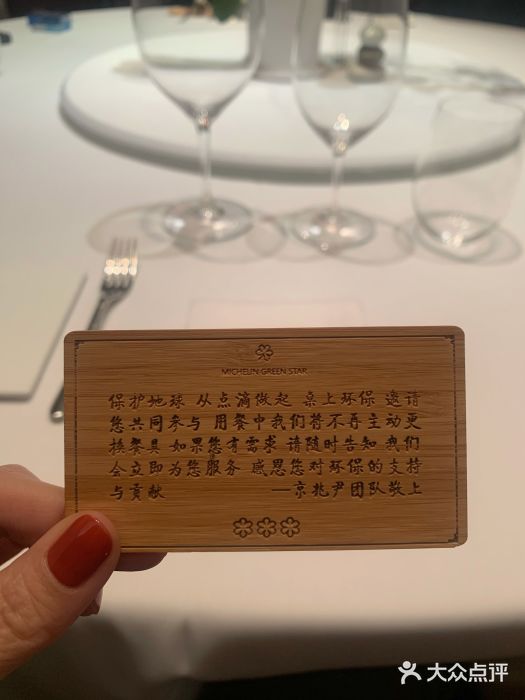 MICHELIN GREEN STAR
保护地球 从点滴做起 桌上环保 邀请
您共同参与 用餐中我们将不再主动更
换餐具 如果您有需求 请随时告知 我们
会立即为您服务 感恩您对环保的支持
与贡献 —京兆尹团队敬上
大众点评